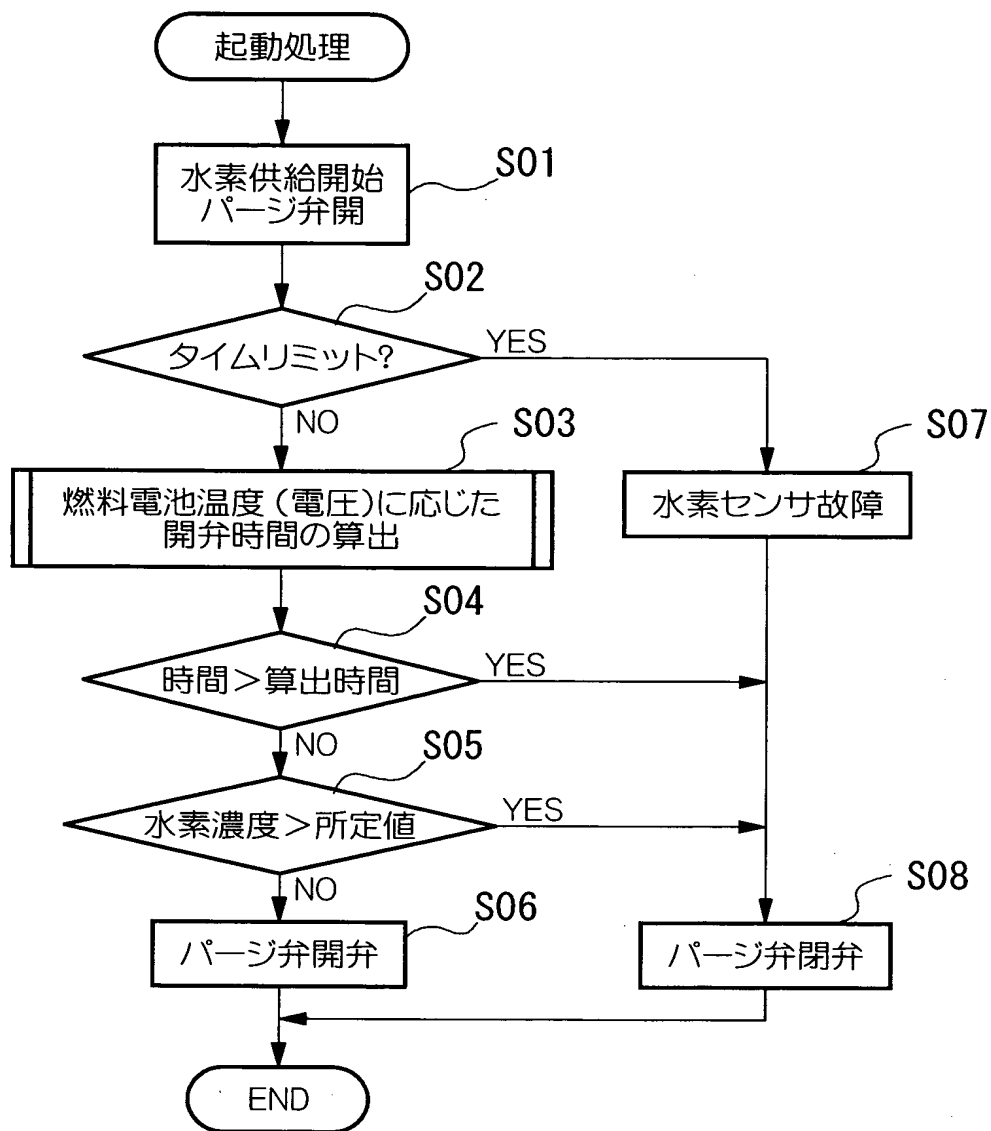 起動処理
水素供給開始
パージ弁開
S01
S02
タイムリミット?
YES
NO
S03
燃料電池温度(電圧)に応じた
開弁時間の算出
S07
水素センサ故障
S04
時間>算出時間
YES
NO
S05
水素濃度>所定値
YES
NO
S06
パージ弁開弁
S08
パージ弁閉弁
END